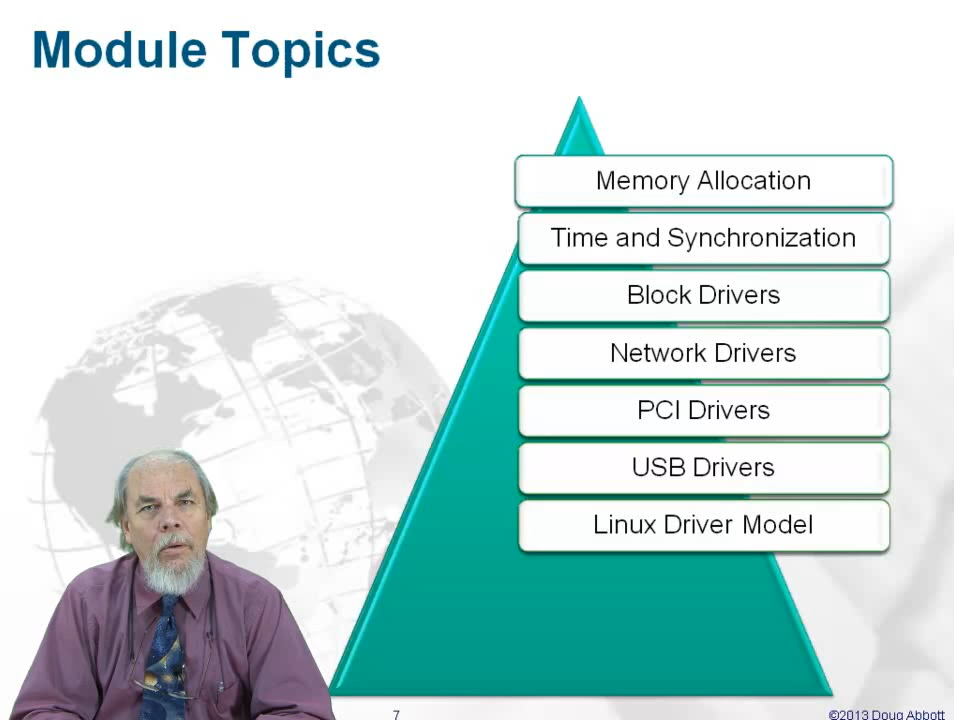 Module Topics
Memory Allocation
Time and Synchronization
Block Drivers
Network Drivers
PCI Drivers
USB Drivers
Linux Driver Model
7
©2013 Doug Abbott